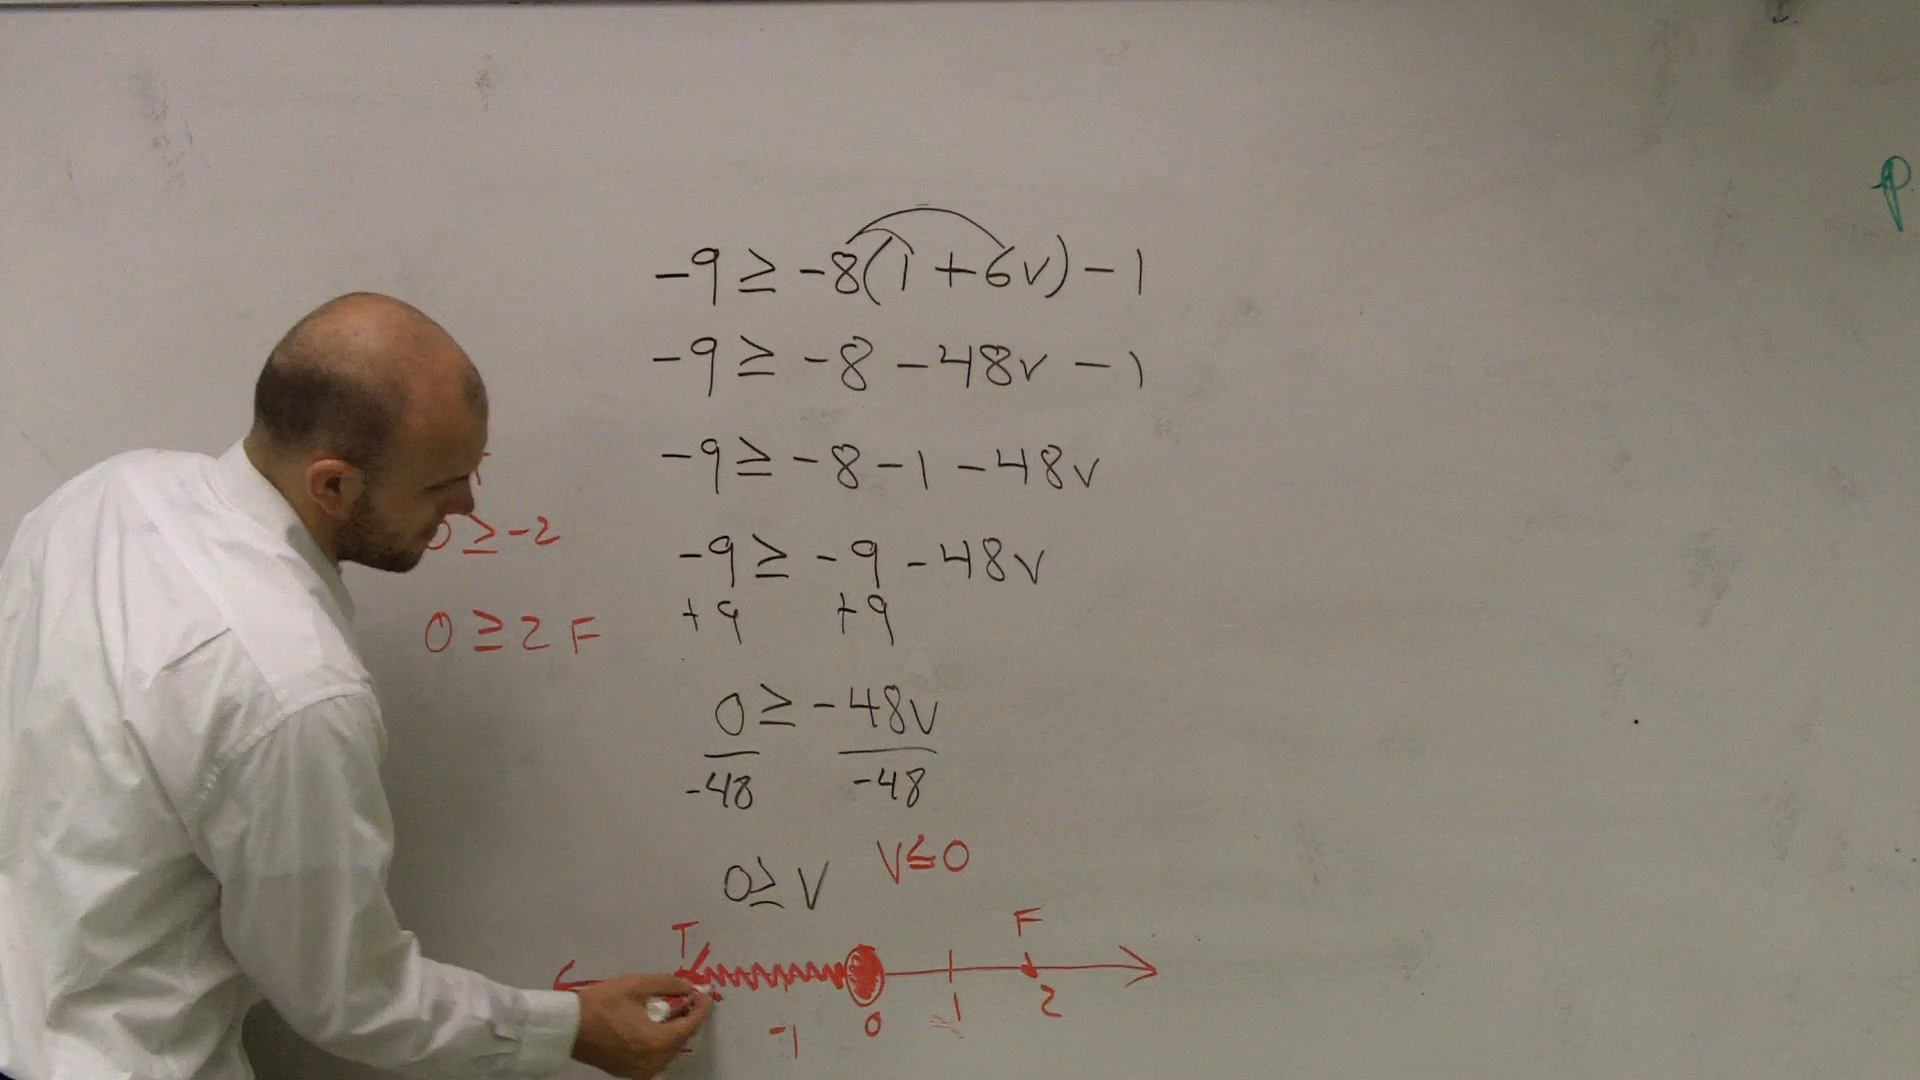 -9 ≥ -8(1 + 6v) - 1
-9 ≥ -8 - 48v - 1
-9 ≥ -8 - 1 - 48v
-9 ≥ -9 - 48v
+9 +9
0 ≥ -48v
-48 -48
0 ≥ v
v ≤ 0
0 ≥ -2
0 ≥ 2 F
T F
-1 0 1 2
p